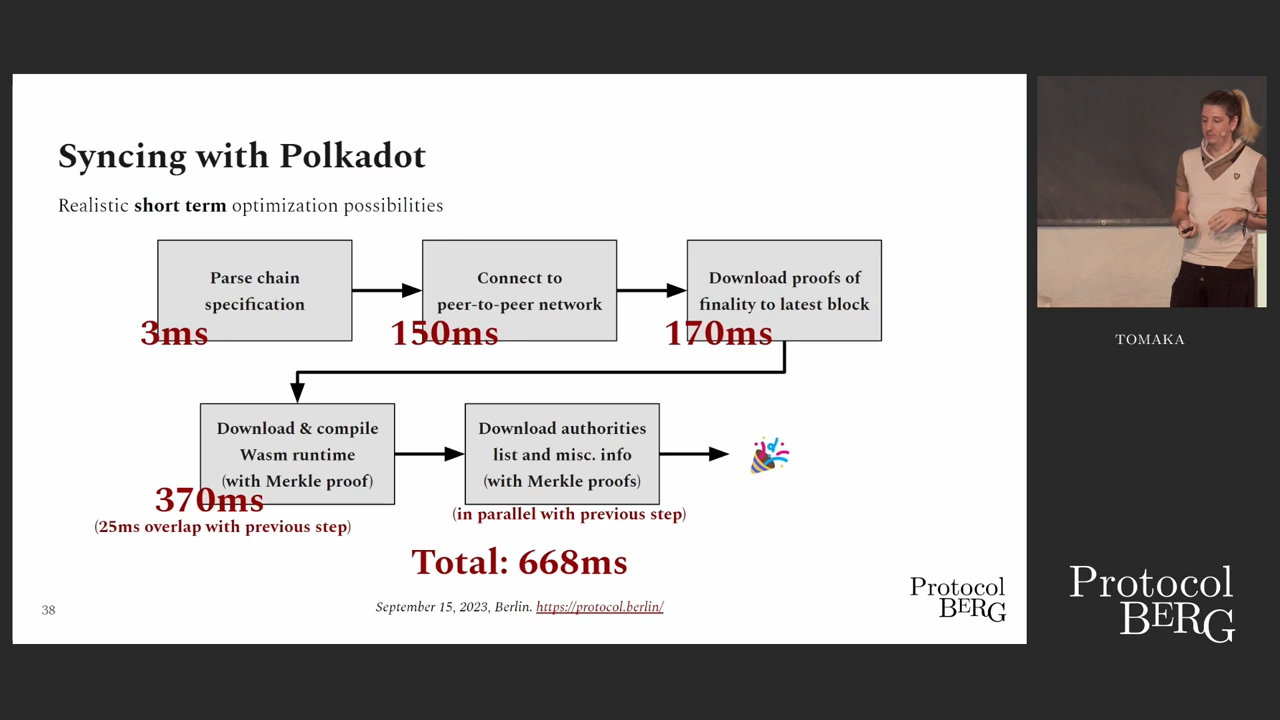 Syncing with Polkadot
Realistic short term optimization possibilities
Parse chain
specification
3ms
Connect to
peer-to-peer network
150ms
Download proofs of
finality to latest block
170ms
Download & compile
Wasm runtime
(with Merkle proof)
370ms
(25ms overlap with previous step)
Download authorities
list and misc. info
(with Merkle proofs)
(in parallel with previous step)
Total: 668ms
38
September 15, 2023, Berlin. https://protocol.berlin/
Protocol
BERG
TOMAKA
Protocol
BERG